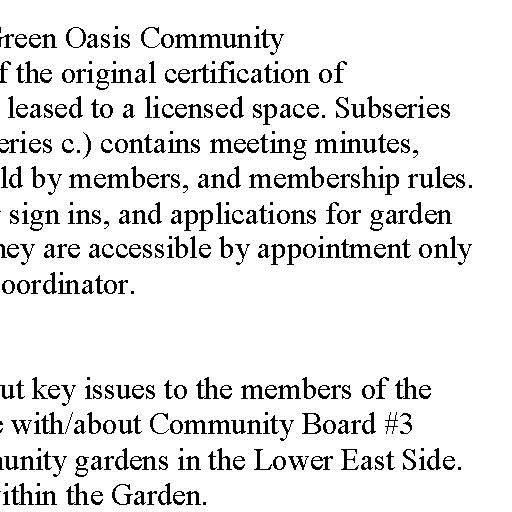 Green Oasis Community
f the original certification of
leased to a licensed space. Subseries
eries c.) contains meeting minutes,
ld by members, and membership rules.
sign ins, and applications for garden
hey are accessible by appointment only
oordinator.
ut key issues to the members of the
e with/about Community Board #3
unity gardens in the Lower East Side.
ithin the Garden.